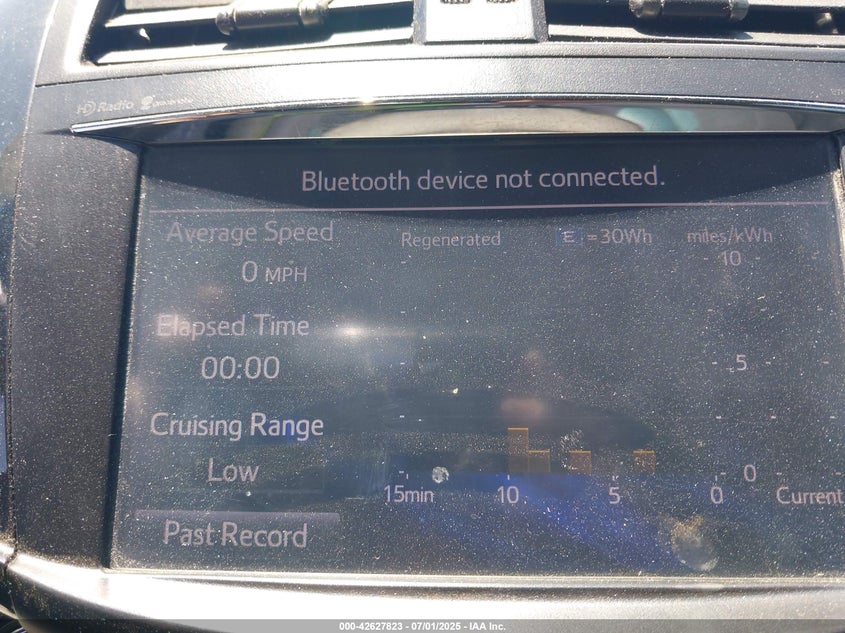 HD Radio
Bluetooth device not connected.
Average Speed
0 MPH
Regenerated
ε =30Wh
miles/kWh
10
Elapsed Time
00:00
5
Cruising Range
Low
0
15min 10 5 0 Current
Past Record
000-42627823 | 07/01/2025 - IAA Inc.